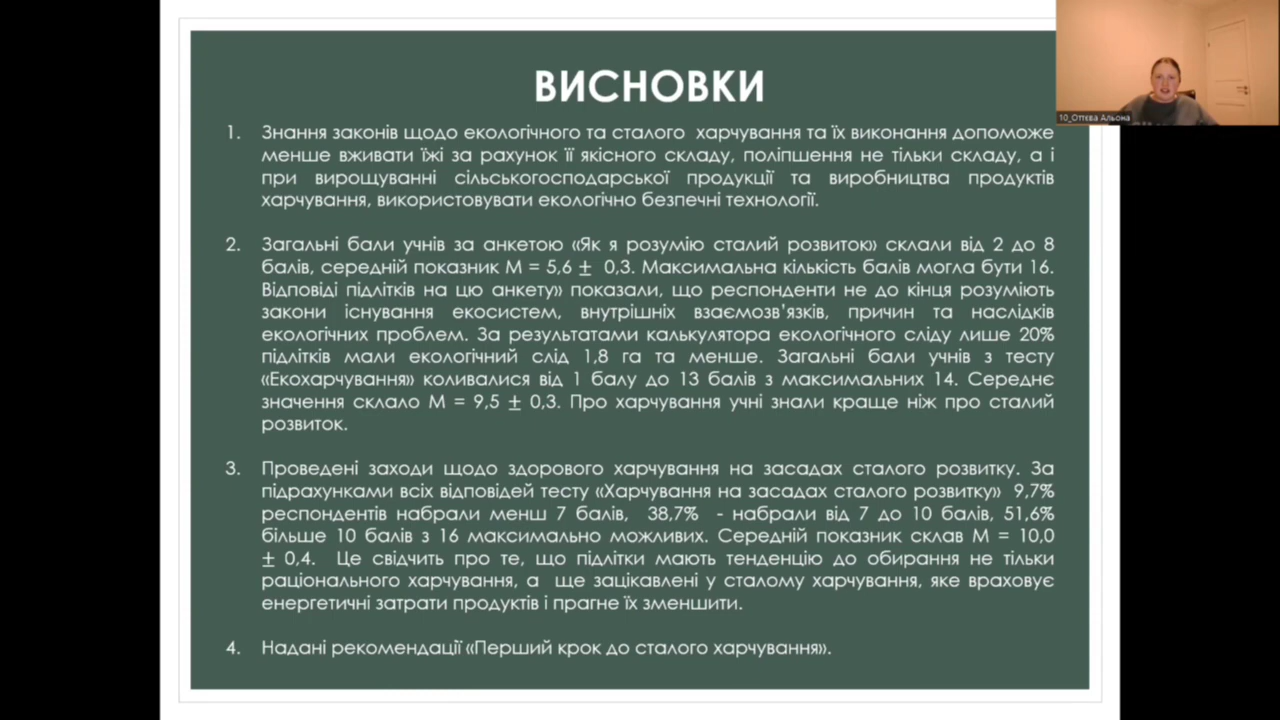 ВИСНОВКИ
1. Знання законів щодо екологічного та сталого харчування та їх виконання допоможе
менше вживати їжі за рахунок її якісного складу, поліпшення не тільки складу, а і
при вирощуванні сільськогосподарської продукції та виробництва продуктів
харчування, використовувати екологічно безпечні технології.
2. Загальні бали учнів за анкетою «Як я розумію сталий розвиток» склали від 2 до 8
балів, середній показник М = 5,6 ± 0,3. Максимальна кількість балів могла бути 16.
Відповіді підлітків на цю анкету» показали, що респонденти не до кінця розуміють
закони існування екосистем, внутрішніх взаємозв'язків, причин та наслідків
екологічних проблем. За результатами калькулятора екологічного сліду лише 20%
підлітків мали екологічний слід 1,8 га та менше. Загальні бали учнів з тесту
«Екохарчування» коливалися від 1 балу до 13 балів з максимальних 14. Середнє
значення склало М = 9,5 ± 0,3. Про харчування учні знали краще ніж про сталий
розвиток.
3. Проведені заходи щодо здорового харчування на засадах сталого розвитку. За
підрахунками всіх відповідей тесту «Харчування на засадах сталого розвитку» 9,7%
респондентів набрали менш 7 балів, 38,7% - набрали від 7 до 10 балів, 51,6%
більше 10 балів з 16 максимально можливих. Середній показник склав М = 10,0
± 0,4. Це свідчить про те, що підлітки мають тенденцію до обирання не тільки
раціонального харчування, а ще зацікавлені у сталому харчування, яке враховує
енергетичні затрати продуктів і прагне їх зменшити.
4. Надані рекомендації «Перший крок до сталого харчування».
10_Оттєва Альона